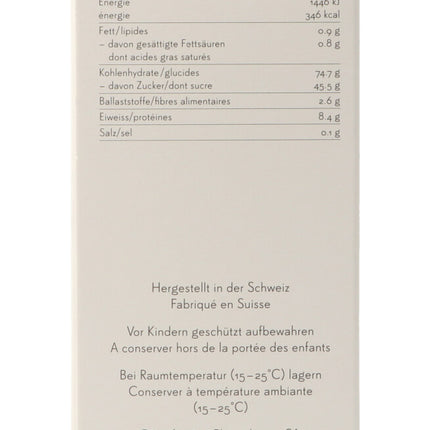 Energie 1446 kJ
énergie 346 kcal
Fett/lipides 0.9 g
– davon gesättigte Fettsäuren 0.8 g
dont acides gras saturés
Kohlenhydrate/glucides 74.7 g
– davon Zucker/dont sucre 45.5 g
Ballaststoffe/fibres alimentaires 2.6 g
Eiweiss/protéines 8.4 g
Salz/sel 0.1 g
Hergestellt in der Schweiz
Fabriqué en Suisse
Vor Kindern geschützt aufbewahren
A conserver hors de la portée des enfants
Bei Raumtemperatur (15–25°C) lagern
Conserver à température ambiante
(15–25°C)